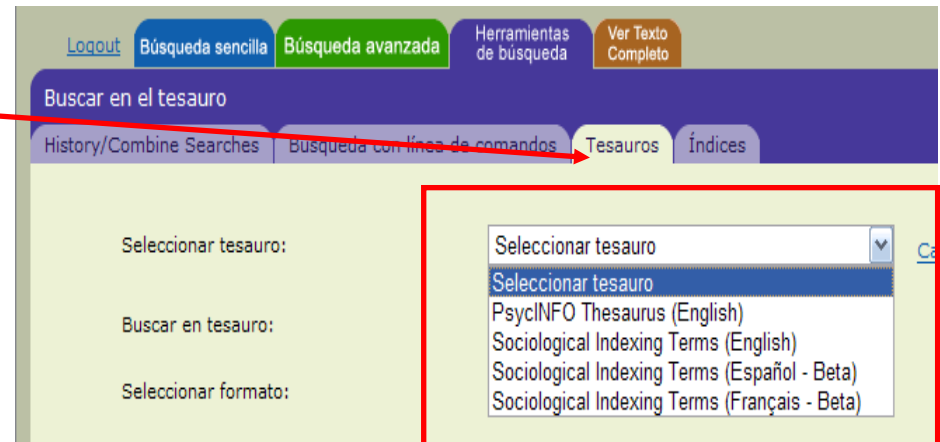 Logout Búsqueda sencilla Búsqueda avanzada Herramientas de búsqueda Ver Texto Completo
Buscar en el tesauro
History/Combine Searches Búsqueda con línea de comandos Tesauros Índices
Seleccionar tesauro: Seleccionar tesauro
Seleccionar tesauro
PsycINFO Thesaurus (English)
Buscar en tesauro: Sociological Indexing Terms (English)
Sociological Indexing Terms (Español - Beta)
Seleccionar formato: Sociological Indexing Terms (Français - Beta)